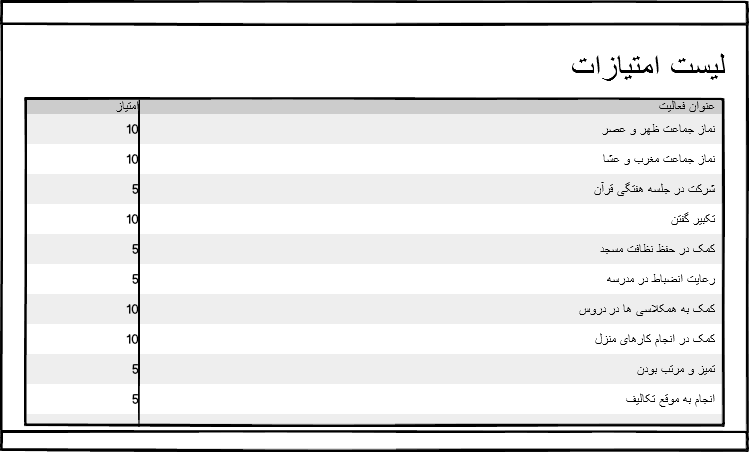 لیست امتیازات
عنوان فعالیت امتیاز
نماز جماعت ظهر و عصر 10
نماز جماعت مغرب و عشا 10
شرکت در جلسه هفتگی قرآن 5
تکبیر گفتن 10
کمک در حفظ نظافت مسجد 5
رعایت انضباط در مدرسه 5
کمک به همکلاسی ها در دروس 10
کمک در انجام کارهای منزل 10
تمیز و مرتب بودن 5
انجام به موقع تکالیف 5